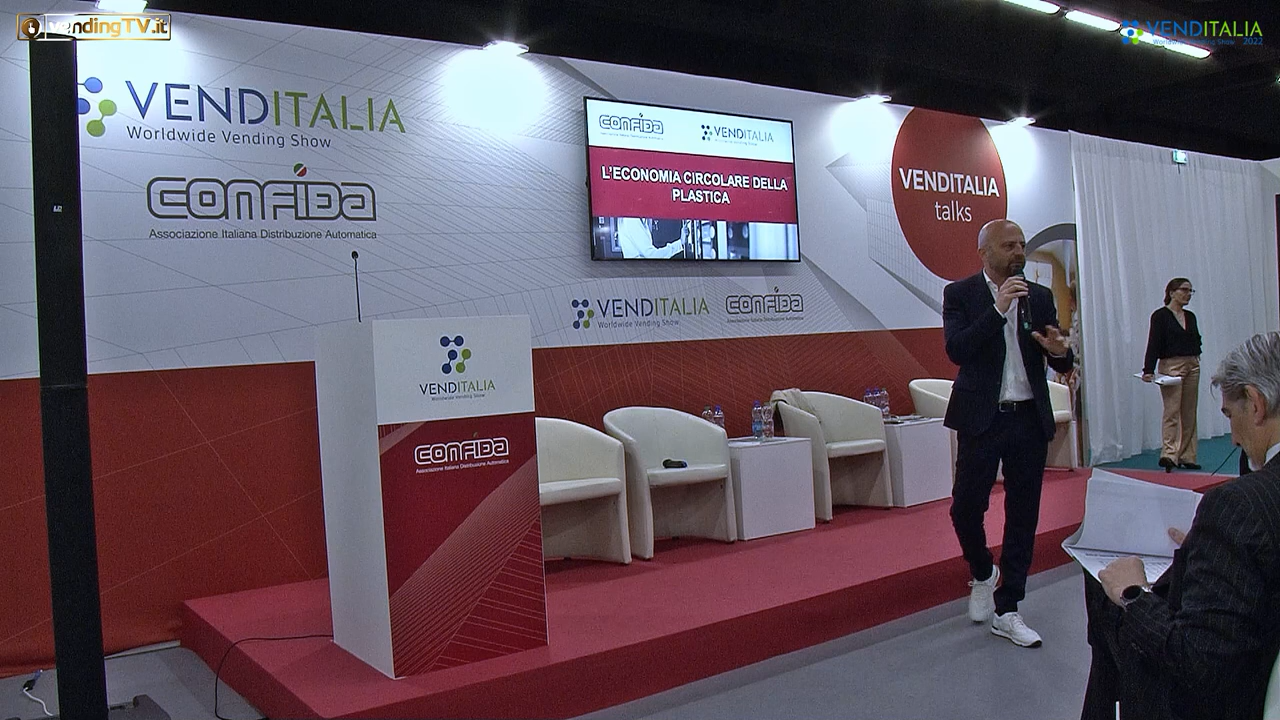 vendingTV.it
VENDITALIA
Worldwide Vending Show 2022
VENDITALIA
Worldwide Vending Show
CONFIDA
Associazione Italiana Distribuzione Automatica
CONFIDA
VENDITALIA
L'ECONOMIA CIRCOLARE DELLA
PLASTICA
VENDITALIA
talks
VENDITALIA
Worldwide Vending Show
CONFIDA
VENDITALIA
Worldwide Vending Show
CONFIDA
Associazione Italiana Distribuzione Automatica